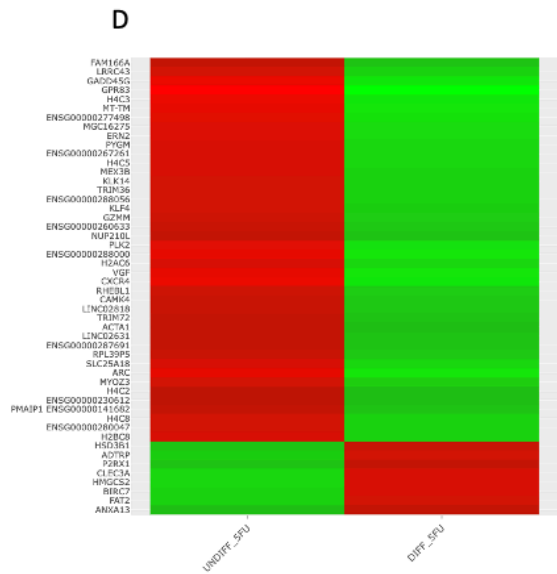 D
FAM166A
LRRC43
GADD45G
GPR83
H4C3
MT-TM
ENSG00000277498
MGC16275
ERN2
PYGM
ENSG00000267261
H4C5
MEX3B
KLK14
TRIM36
ENSG00000288056
KLF4
GZMM
ENSG00000260633
NUP210L
PLK2
ENSG00000288000
H2AC6
VGF
CXCR4
RHEBL1
CAMK4
LINC02818
TRIM72
ACTA1
LINC02631
ENSG00000287691
RPL39P5
SLC25A18
ARC
MYOZ3
H4C2
ENSG00000230612
PMAIP1 ENSG00000141682
H4C8
ENSG00000280047
H2BC8
HSD3B1
ADTRP
P2RX1
CLEC3A
HMGCS2
BIRC7
FAT2
ANXA13
UNDIFF_5FU
DIFF_5FU